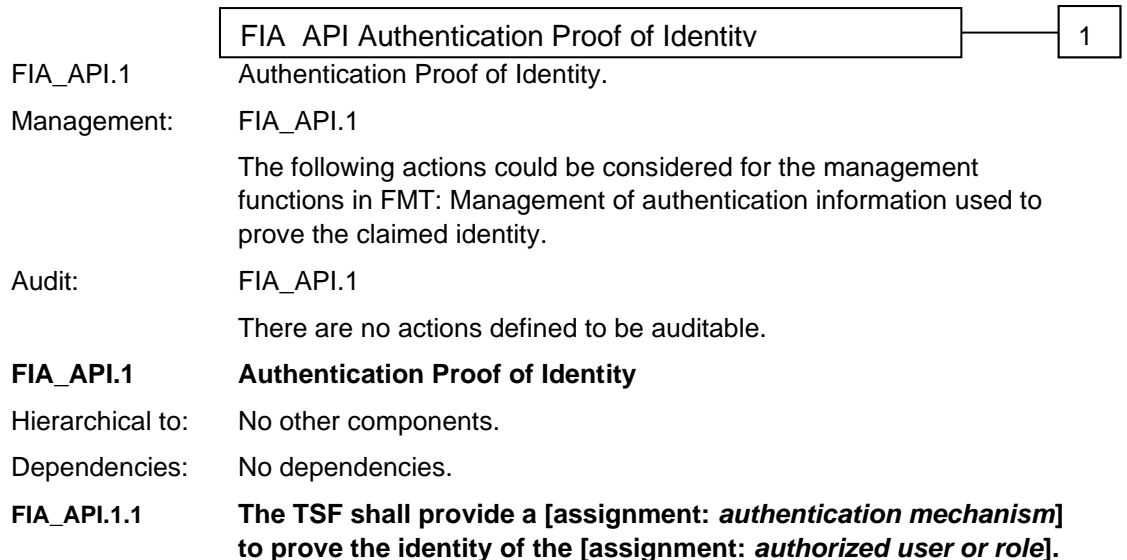 FIA_API Authentication Proof of Identity 1
FIA_API.1 Authentication Proof of Identity.
Management: FIA_API.1
The following actions could be considered for the management
functions in FMT: Management of authentication information used to
prove the claimed identity.
Audit: FIA_API.1
There are no actions defined to be auditable.
FIA_API.1 Authentication Proof of Identity
Hierarchical to: No other components.
Dependencies: No dependencies.
FIA_API.1.1 The TSF shall provide a [assignment: authentication mechanism]
to prove the identity of the [assignment: authorized user or role].